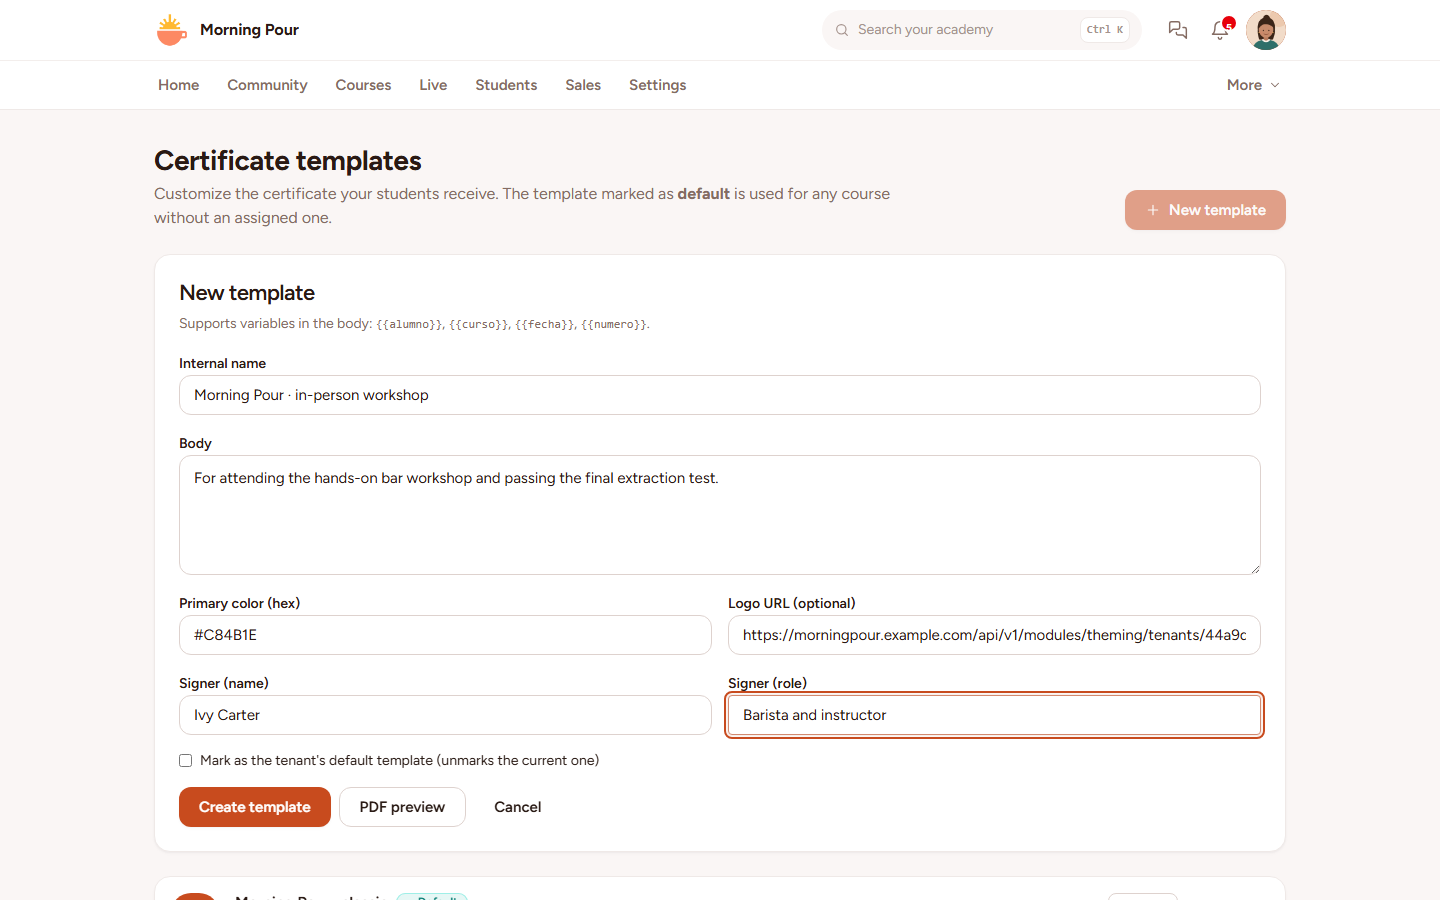 Morning Pour
Search your academy
Ctrl K
5
Home
Community
Courses
Live
Students
Sales
Settings
More
Certificate templates
Customize the certificate your students receive. The template marked as default is used for any course
without an assigned one.
New template
New template
Supports variables in the body: {{alumno}}, {{curso}}, {{fecha}}, {{numero}}.
Internal name
Morning Pour · in-person workshop
Body
For attending the hands-on bar workshop and passing the final extraction test.
Primary color (hex)
Logo URL (optional)
#C84B1E
https://morningpour.example.com/api/v1/modules/theming/tenants/44a9c
Signer (name)
Signer (role)
Ivy Carter
Barista and instructor
Mark as the tenant's default template (unmarks the current one)
Create template
PDF preview
Cancel